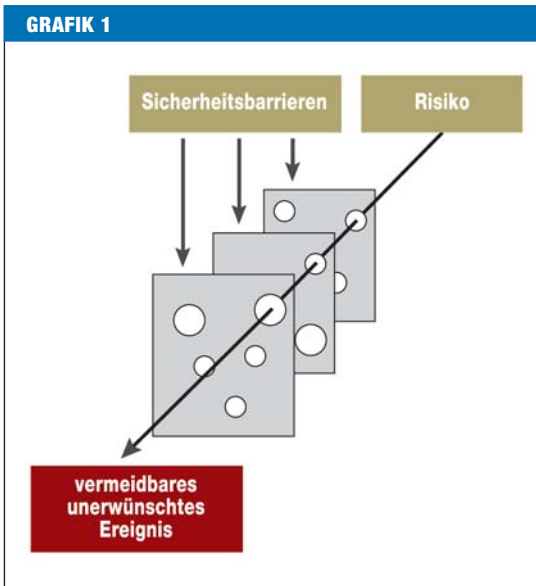 GRAFIK 1
Sicherheitsbarrieren
Risiko
vermeidbares
unerwünschtes
Ereignis